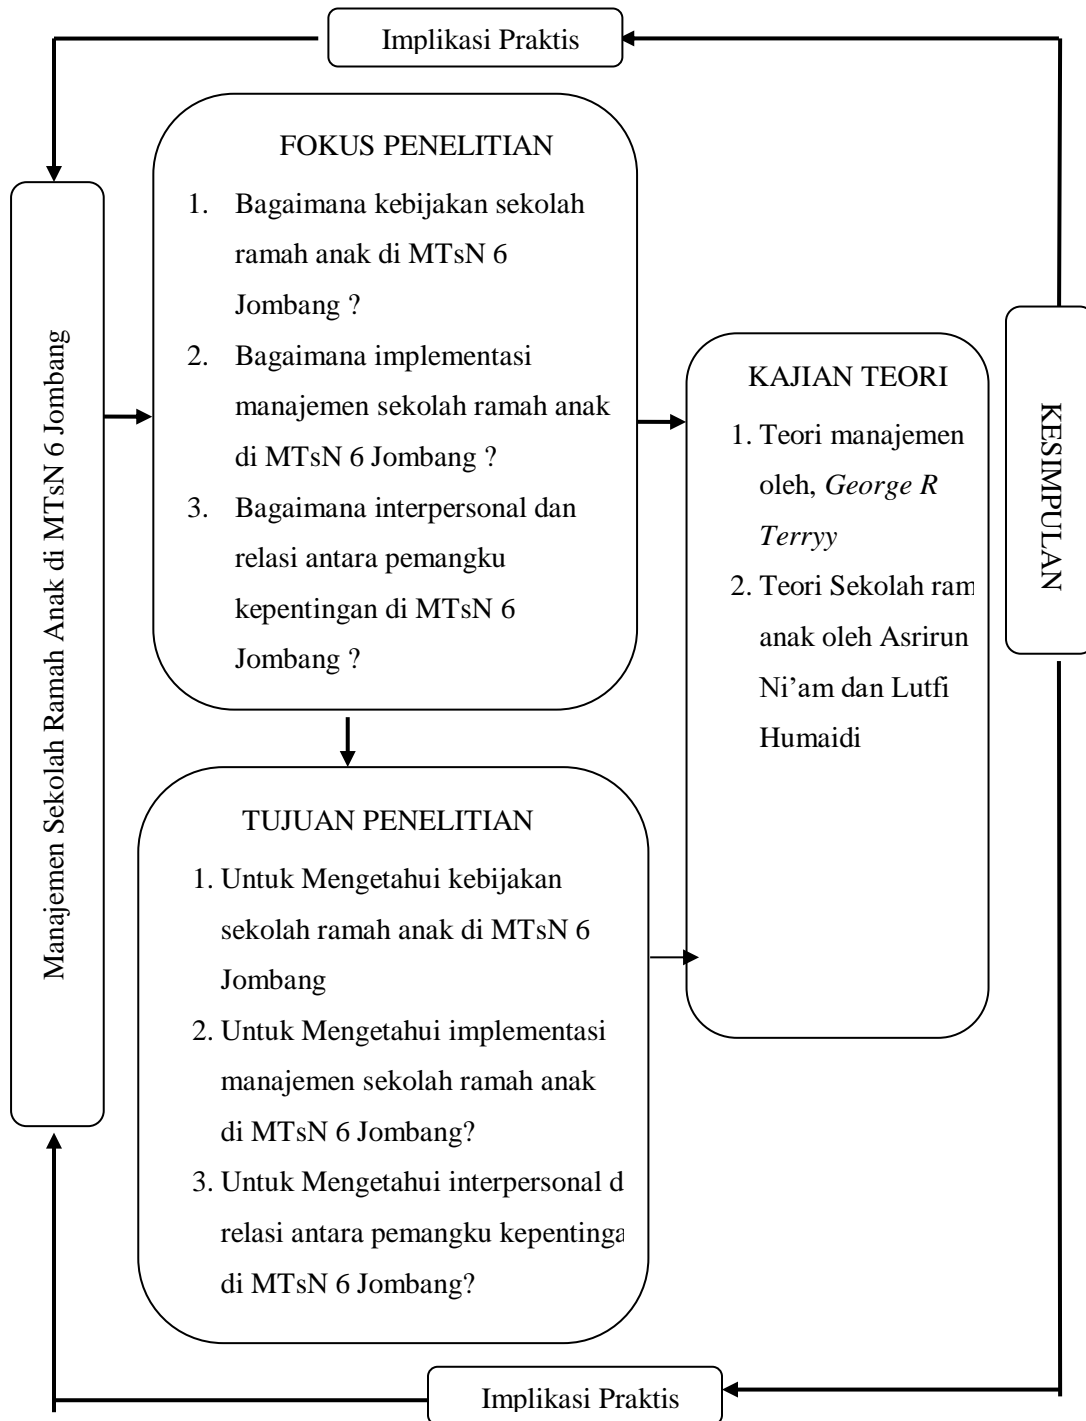 Implikasi Praktis
Manajemen Sekolah Ramah Anak di MTsN 6 Jombang
FOKUS PENELITIAN
1. Bagaimana kebijakan sekolah
ramah anak di MTsN 6
Jombang ?
2. Bagaimana implementasi
manajemen sekolah ramah anak
di MTsN 6 Jombang ?
3. Bagaimana interpersonal dan
relasi antara pemangku
kepentingan di MTsN 6
Jombang ?
TUJUAN PENELITIAN
1. Untuk Mengetahui kebijakan
sekolah ramah anak di MTsN 6
Jombang
2. Untuk Mengetahui implementasi
manajemen sekolah ramah anak
di MTsN 6 Jombang?
3. Untuk Mengetahui interpersonal d
relasi antara pemangku kepentinga
di MTsN 6 Jombang?
KAJIAN TEORI
1. Teori manajemen
oleh, George R
Terryy
2. Teori Sekolah ram
anak oleh Asrirun
Ni’am dan Lutfi
Humaidi
KESIMPULAN
Implikasi Praktis